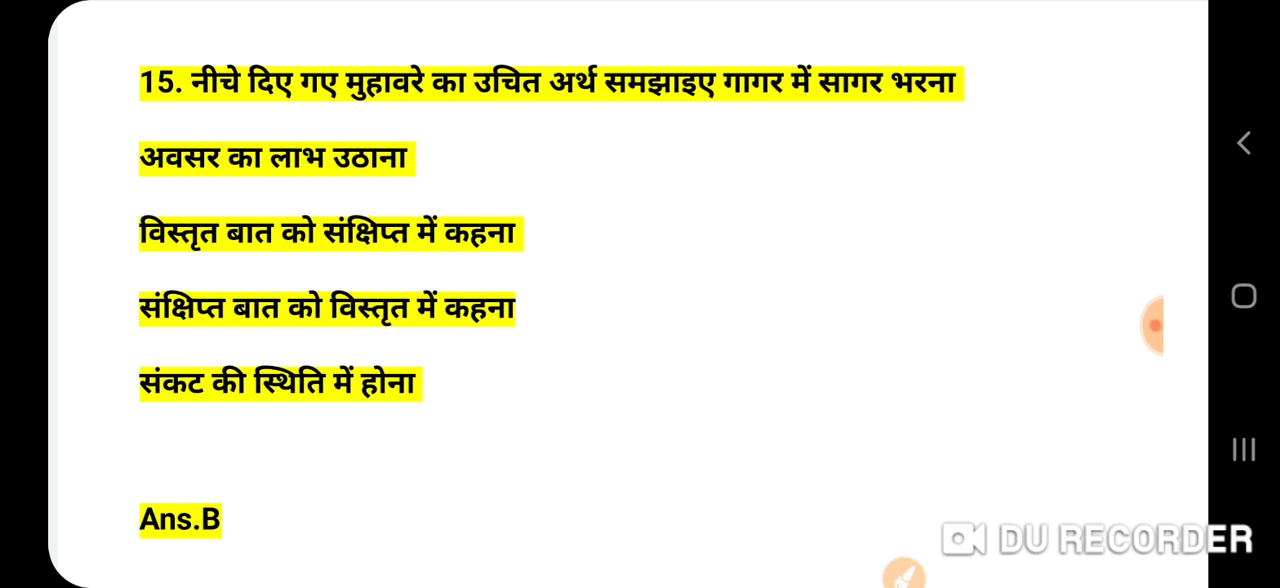 15. नीचे दिए गए मुहावरे का उचित अर्थ समझाइए गागर में सागर भरना
अवसर का लाभ उठाना
विस्तृत बात को संक्षिप्त में कहना
संक्षिप्त बात को विस्तृत में कहना
संकट की स्थिति में होना
Ans.B
DU RECORDER